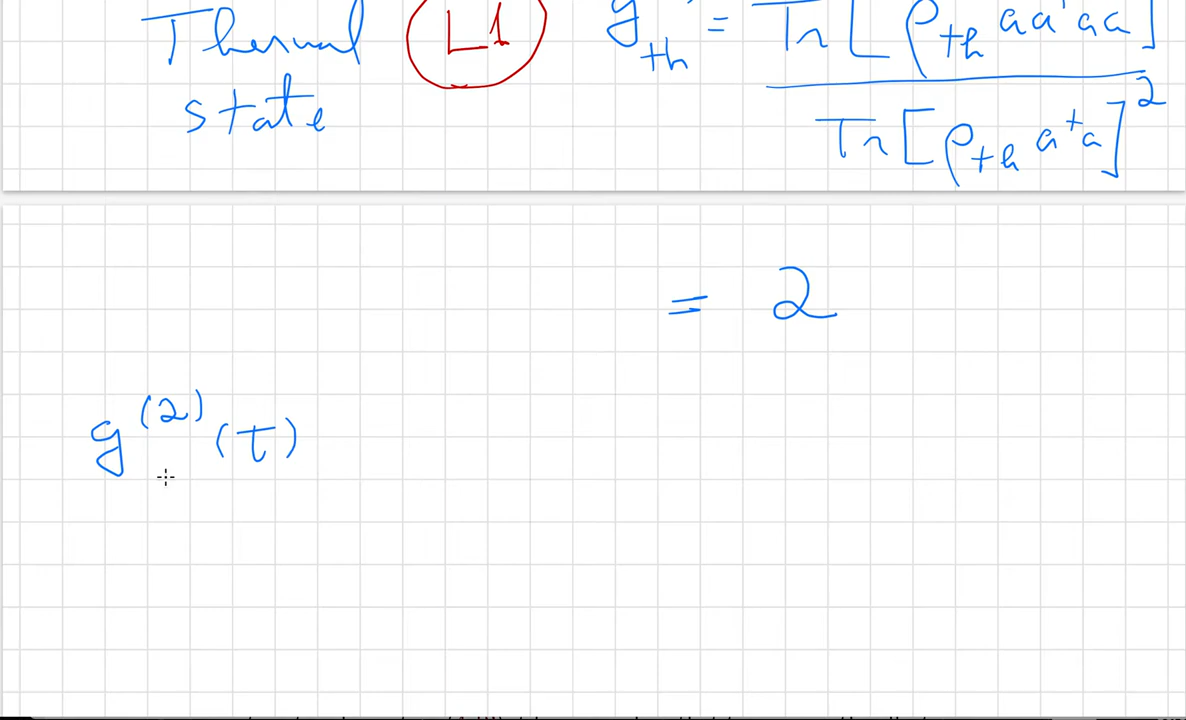 Thermal state
L1
g_th = Tr[ρ_th a a† a a]
Tr[ρ_th a†a]²
= 2
g^(2)(τ)